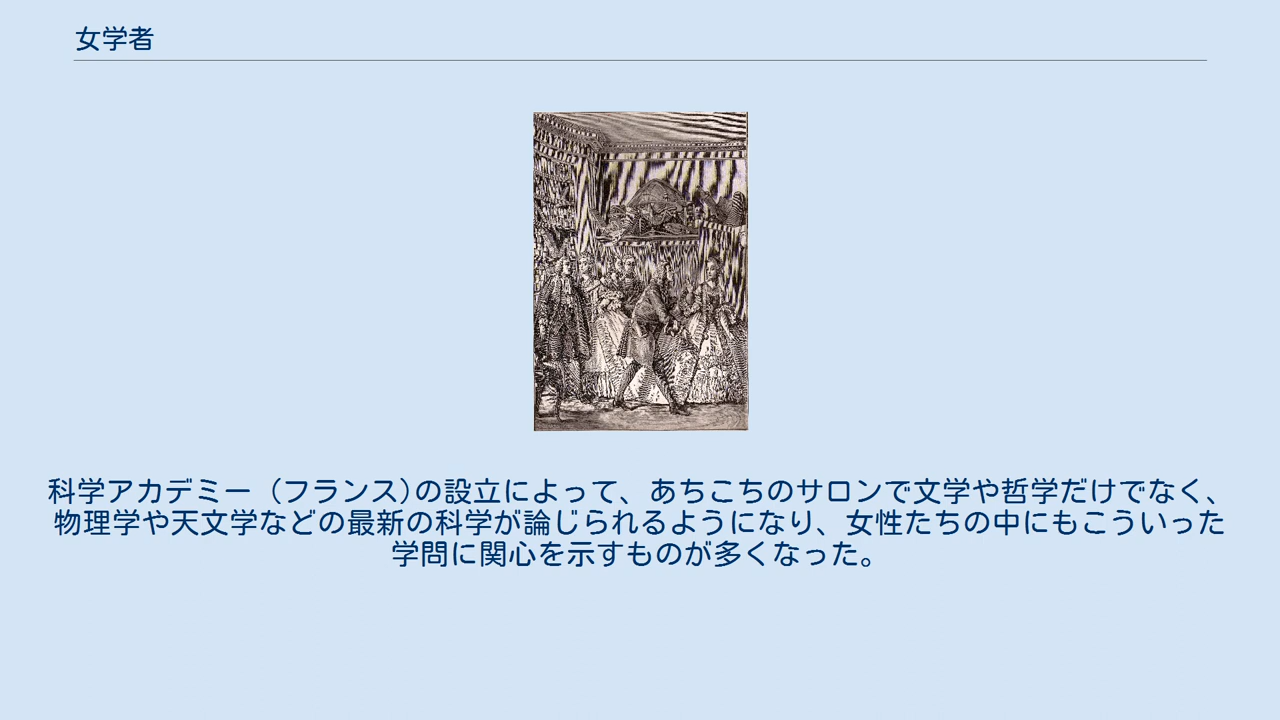 女学者
科学アカデミー（フランス)の設立によって、あちこちのサロンで文学や哲学だけでなく、
物理学や天文学などの最新の科学が論じられるようになり、女性たちの中にもこういった
学問に関心を示すものが多くなった。